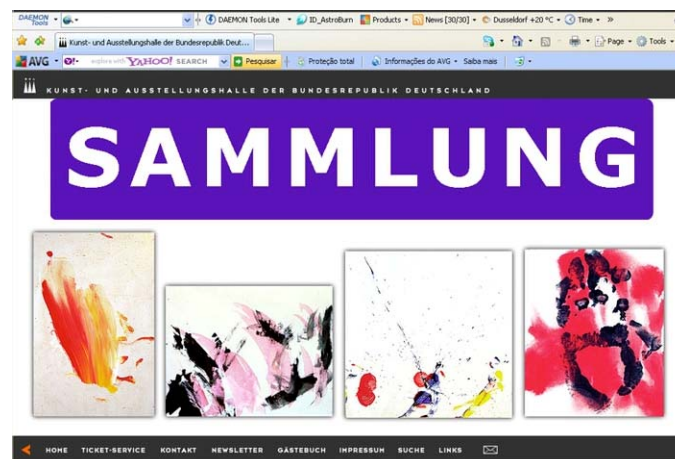 DAEMON Tools DAEMON Tools Lite ID_AstroBurn Products News [30/30] Dusseldorf +20 °C Time »
Kunst- und Ausstellungshalle der Bundesrepublik Deut... Page Tools
AVG explore with YAHOO! SEARCH Pesquisar Proteção total Informações do AVG Saiba mais
KUNST- UND AUSSTELLUNGSHALLE DER BUNDESREPUBLIK DEUTSCHLAND
SAMMLUNG
HOME TICKET-SERVICE KONTAKT NEWSLETTER GÄSTEBUCH IMPRESSUM SUCHE LINKS